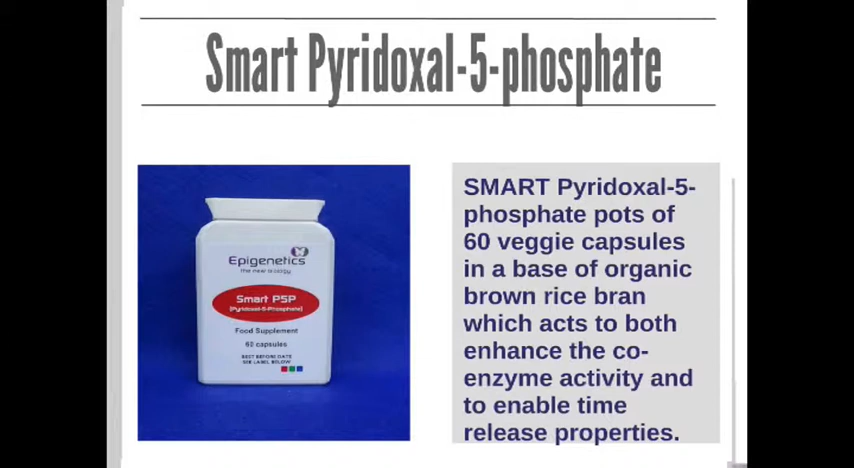 Smart Pyridoxal-5-phosphate
Epigenetics
the new biology
Smart P5P
(Pyridoxal-5-Phosphate)
Food Supplement
60 capsules
BEST BEFORE DATE
SEE LABEL BELOW
SMART Pyridoxal-5-
phosphate pots of
60 veggie capsules
in a base of organic
brown rice bran
which acts to both
enhance the co-
enzyme activity and
to enable time
release properties.